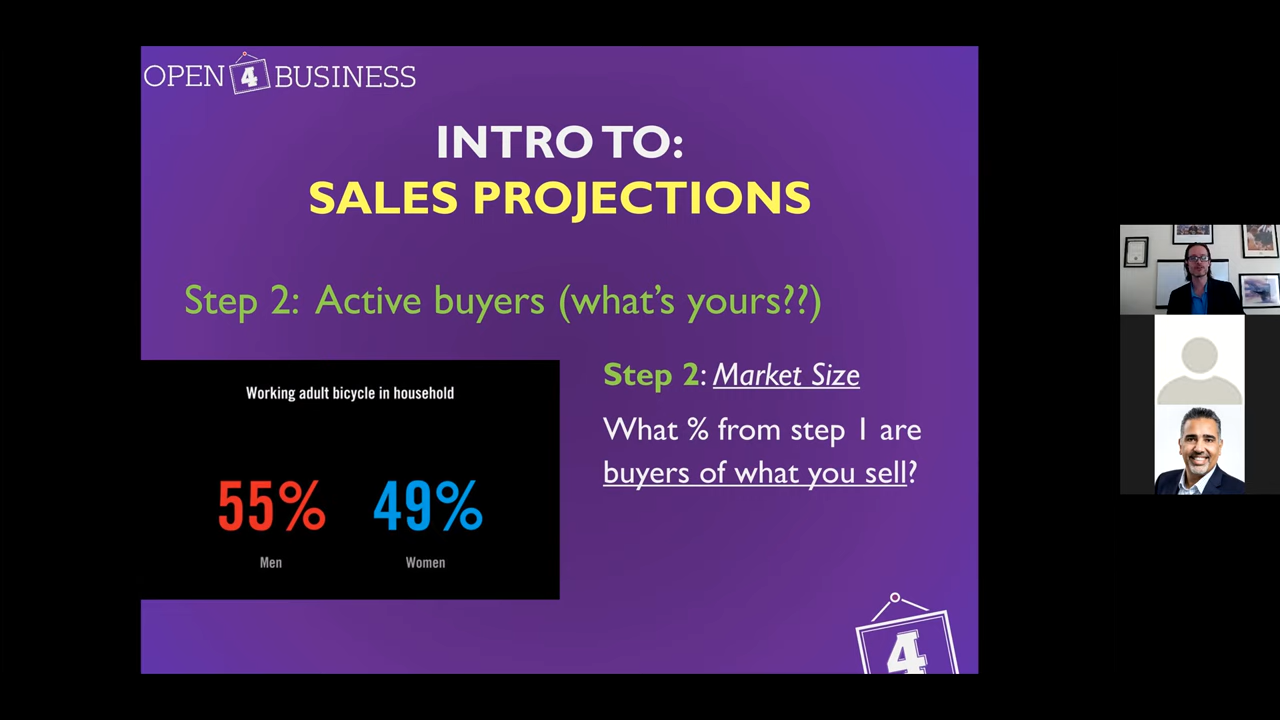 OPEN 4 BUSINESS
INTRO TO:
SALES PROJECTIONS
Step 2: Active buyers (what's yours??)
Working adult bicycle in household
55% 49%
Men Women
Step 2: Market Size
What % from step 1 are
buyers of what you sell?
4